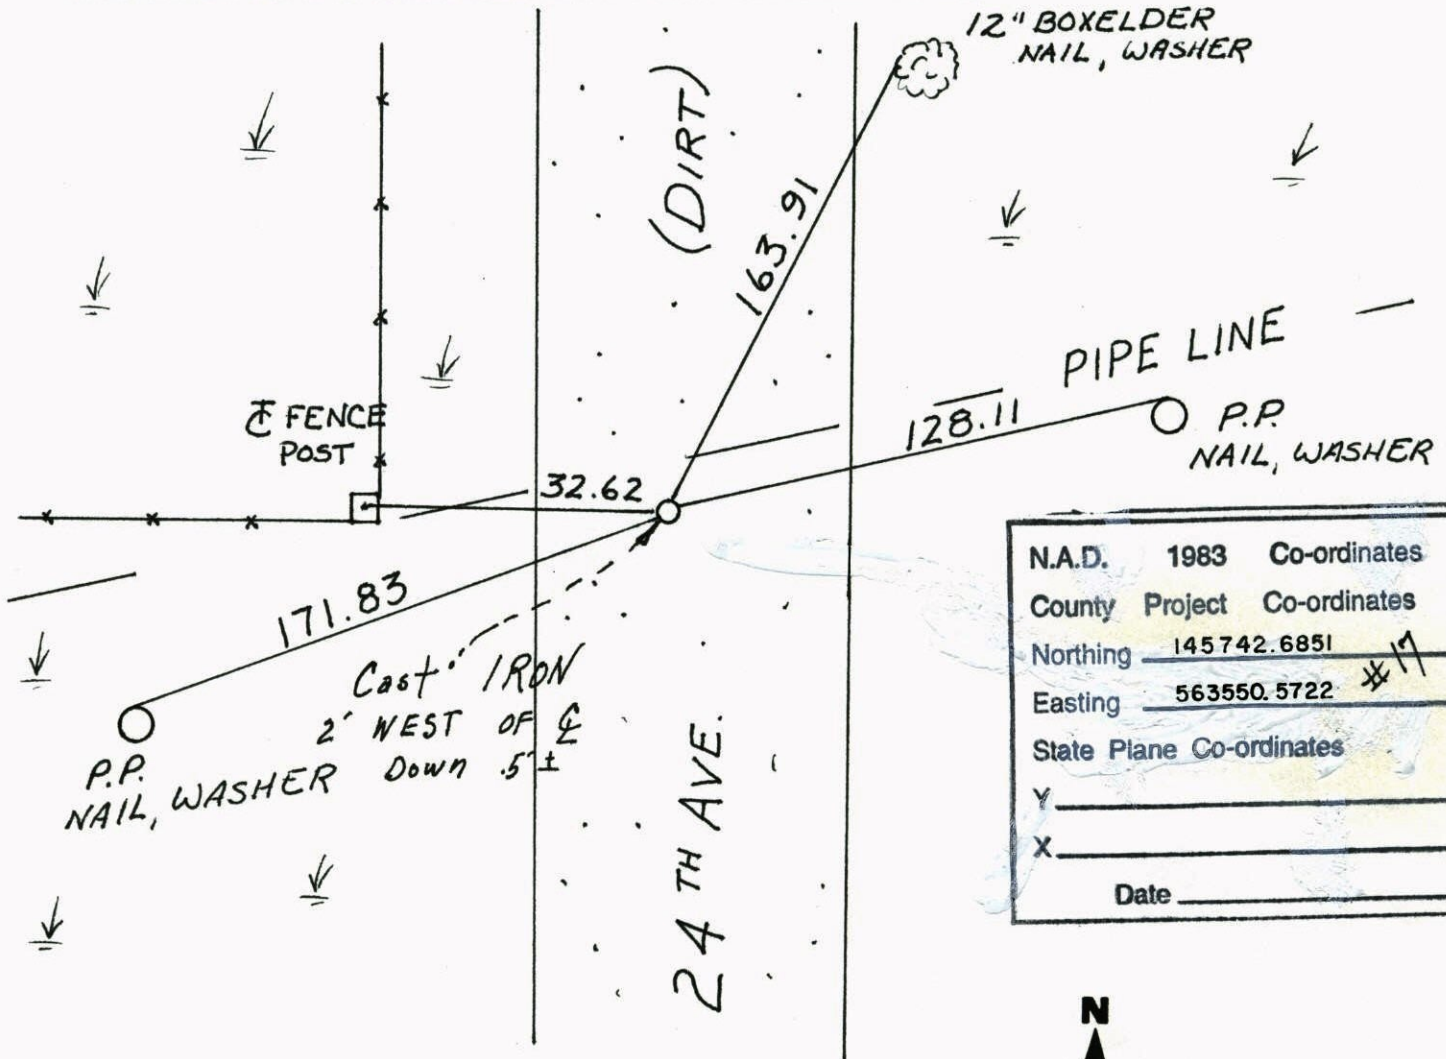 12" BOXELDER
NAIL, WASHER
(DIRT)
163.91
PIPE LINE
128.11
P.P.
NAIL, WASHER
℄ FENCE
POST
32.62
171.83
Cast IRON
2' WEST OF ℄
Down .5' ±
P.P.
NAIL, WASHER
24 TH AVE.
N.A.D. 1983 Co-ordinates
County Project Co-ordinates
Northing 145742.6851
#17
Easting 563550.5722
State Plane Co-ordinates
Y
X
Date
N